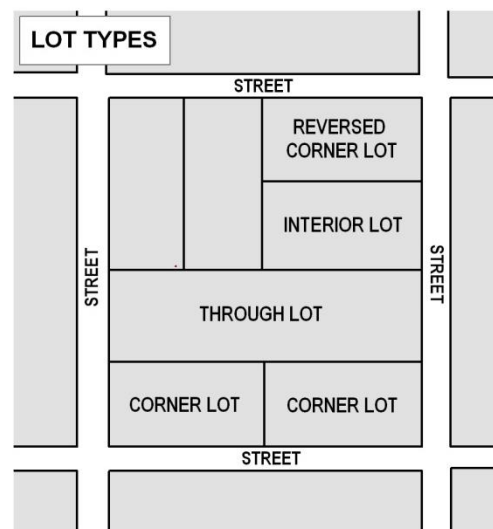 LOT TYPES
STREET
REVERSED
CORNER LOT
INTERIOR LOT
STREET
STREET
THROUGH LOT
CORNER LOT
CORNER LOT
STREET